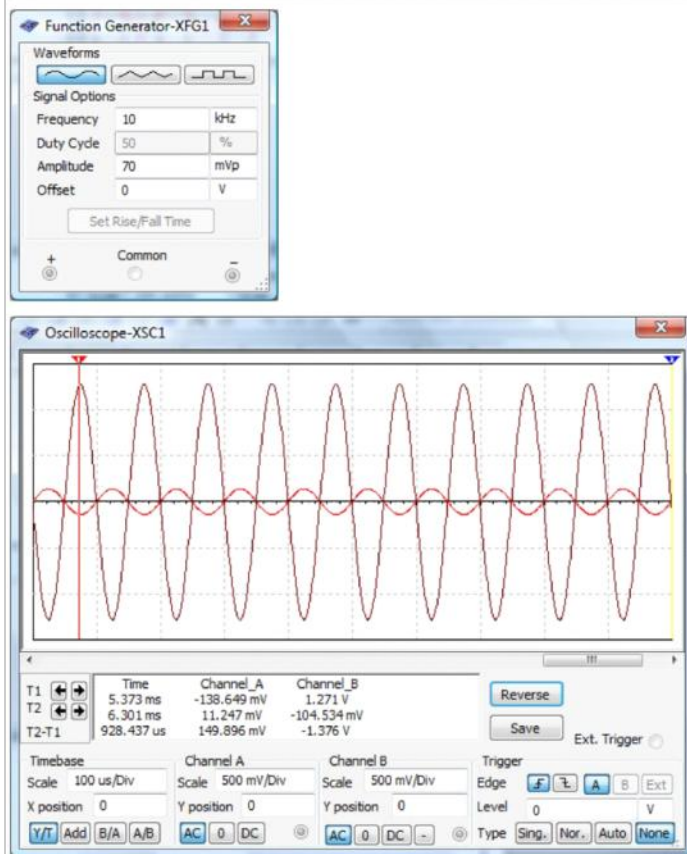 Function Generator-XFG1
Waveforms
Signal Options
Frequency 10 kHz
Duty Cycle 50 %
Amplitude 70 mVp
Offset 0 V
Set Rise/Fall Time
+ Common −
Oscilloscope-XSC1
1
Time Channel_A Channel_B
T1 5.373 ms -138.649 mV 1.271 V
T2 6.301 ms 11.247 mV -104.534 mV
T2-T1 928.437 us 149.896 mV -1.376 V
Reverse
Save
Ext. Trigger
Timebase
Scale 100 us/Div
X position 0
Y/T Add B/A A/B
Channel A
Scale 500 mV/Div
Y position 0
AC 0 DC
Channel B
Scale 500 mV/Div
Y position 0
AC 0 DC -
Trigger
Edge A B Ext
Level 0 V
Type Sing. Nor. Auto None